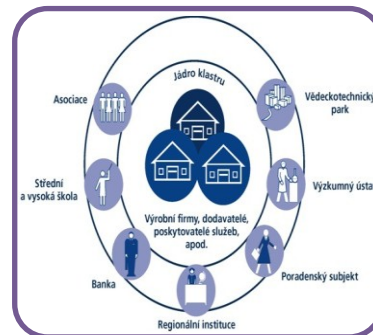 Jádro klastru
Asociace
Vědeckotechnický
park
Střední
a vysoká škola
Výzkumný ústa
Výrobní firmy, dodavatelé,
poskytovatelé služeb,
apod.
Banka
Poradenský subjekt
Regionální instituce